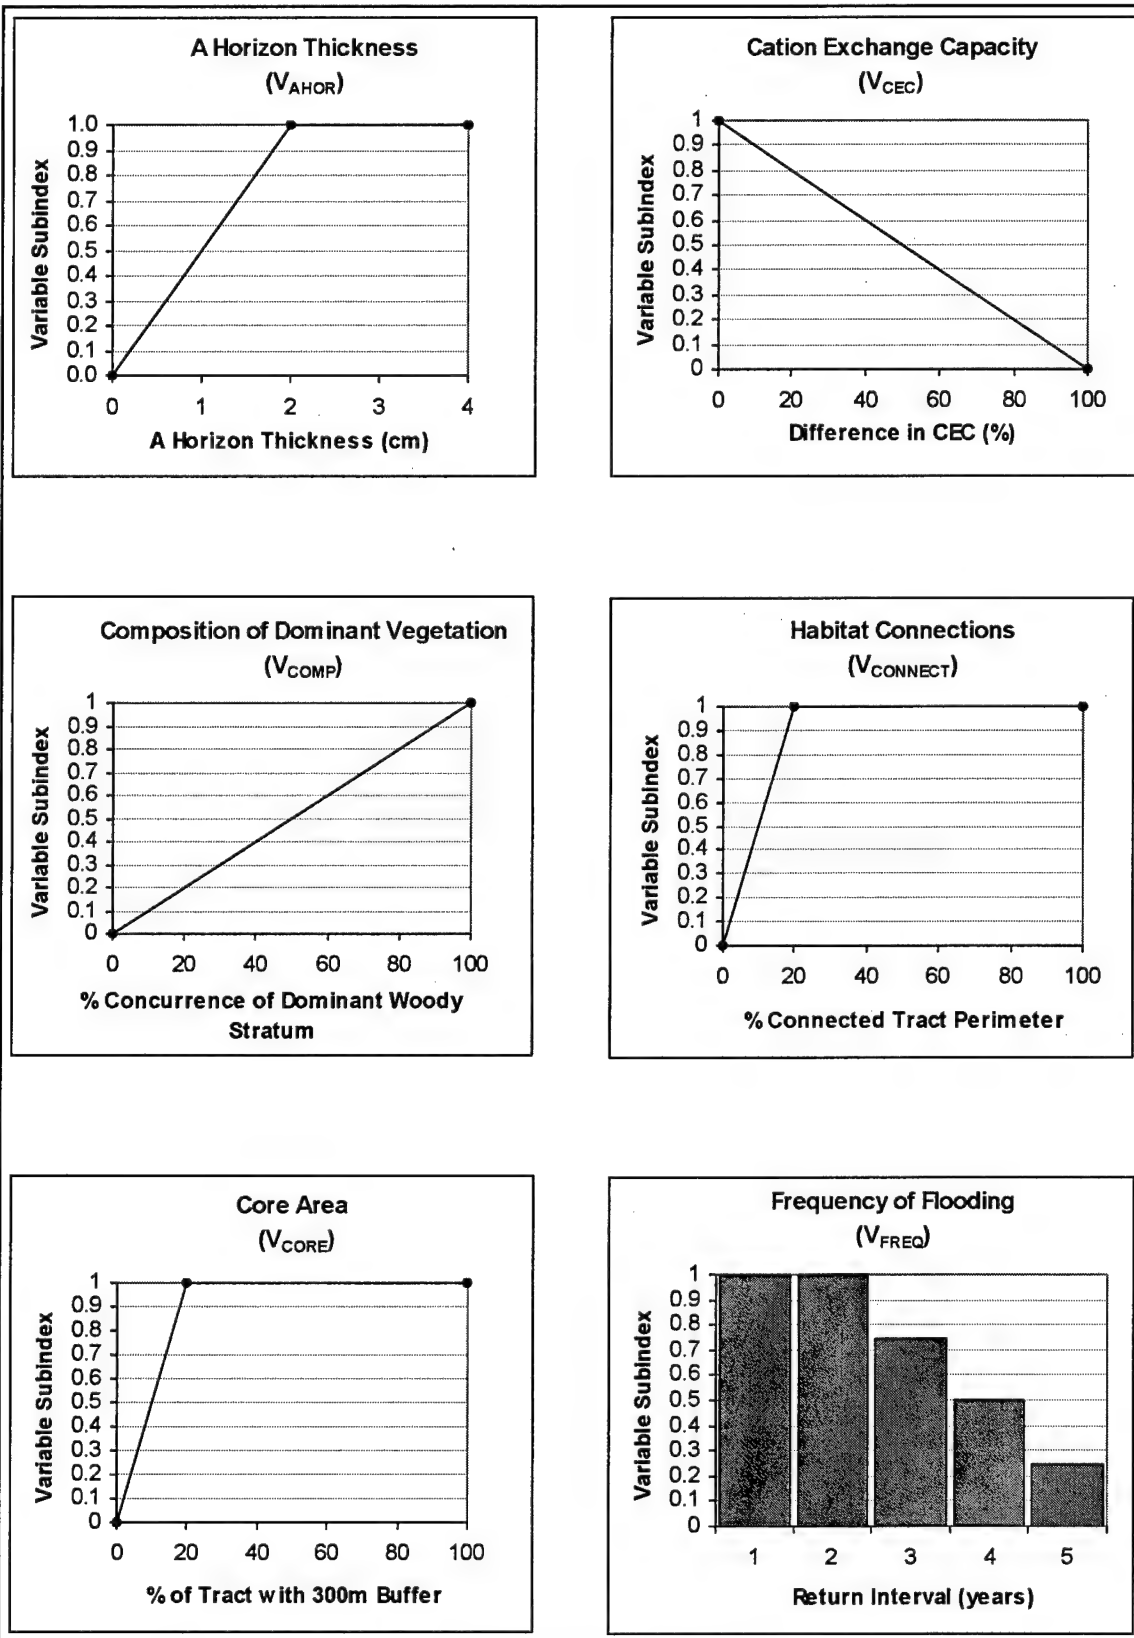 A Horizon Thickness
(VAHOR)
1.0
0.9
0.8
0.7
0.6
0.5
0.4
0.3
0.2
0.1
0.0
Variable Subindex
0 1 2 3 4
A Horizon Thickness (cm)
Cation Exchange Capacity
(VCEC)
1
0.9
0.8
0.7
0.6
0.5
0.4
0.3
0.2
0.1
0
Variable Subindex
0 20 40 60 80 100
Difference in CEC (%)
Composition of Dominant Vegetation
(VCOMP)
1
0.9
0.8
0.7
0.6
0.5
0.4
0.3
0.2
0.1
0
Variable Subindex
0 20 40 60 80 100
% Concurrence of Dominant Woody
Stratum
Habitat Connections
(VCONNECT)
1
0.9
0.8
0.7
0.6
0.5
0.4
0.3
0.2
0.1
0
Variable Subindex
0 20 40 60 80 100
% Connected Tract Perimeter
Core Area
(VCORE)
1
0.9
0.8
0.7
0.6
0.5
0.4
0.3
0.2
0.1
0
Variable Subindex
0 20 40 60 80 100
% of Tract with 300m Buffer
Frequency of Flooding
(VFREQ)
1
0.9
0.8
0.7
0.6
0.5
0.4
0.3
0.2
0.1
0
Variable Subindex
1 2 3 4 5
Return Interval (years)